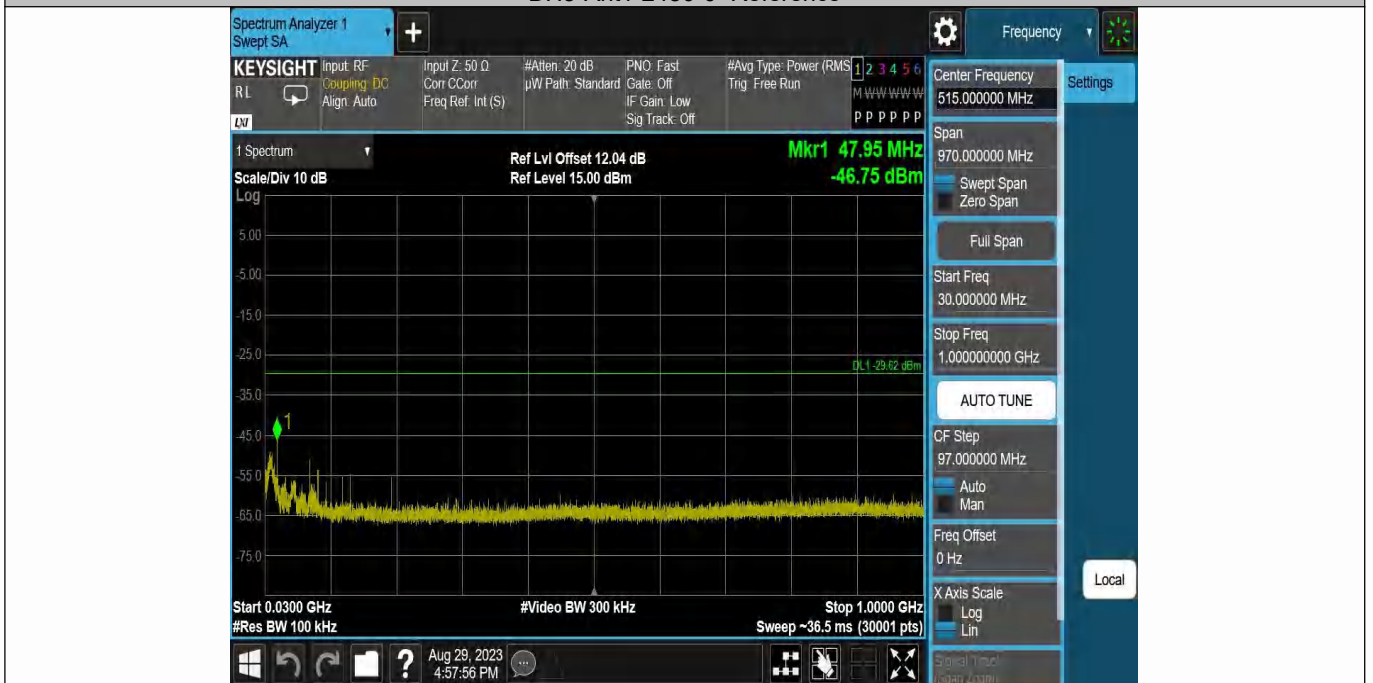 Spectrum Analyzer 1
Swept SA
+
Frequency
KEYSIGHT
RL
LXI
Input: RF
Coupling: DC
Align: Auto
Input Z: 50 Ω
Corr CCorr
Freq Ref: Int (S)
#Atten: 20 dB
µW Path: Standard
PNO: Fast
Gate: Off
IF Gain: Low
Sig Track: Off
#Avg Type: Power (RMS
Trig: Free Run
1 2 3 4 5 6
M W W W W W
P P P P P P
Center Frequency
515.000000 MHz
Settings
1 Spectrum
Scale/Div 10 dB
Log
Ref Lvl Offset 12.04 dB
Ref Level 15.00 dBm
Mkr1 47.95 MHz
-46.75 dBm
Span
970.000000 MHz
Swept Span
Zero Span
Full Span
Start Freq
30.000000 MHz
Stop Freq
1.000000000 GHz
AUTO TUNE
CF Step
97.000000 MHz
Auto
Man
Freq Offset
0 Hz
X Axis Scale
Log
Lin
Signal Track
(Span Zoom)
Local
5.00
-5.00
-15.0
-25.0
DL1 -29.62 dBm
-35.0
1
-45.0
-55.0
-65.0
-75.0
Start 0.0300 GHz
#Res BW 100 kHz
#Video BW 300 kHz
Stop 1.0000 GHz
Sweep ~36.5 ms (30001 pts)
?
Aug 29, 2023
4:57:56 PM